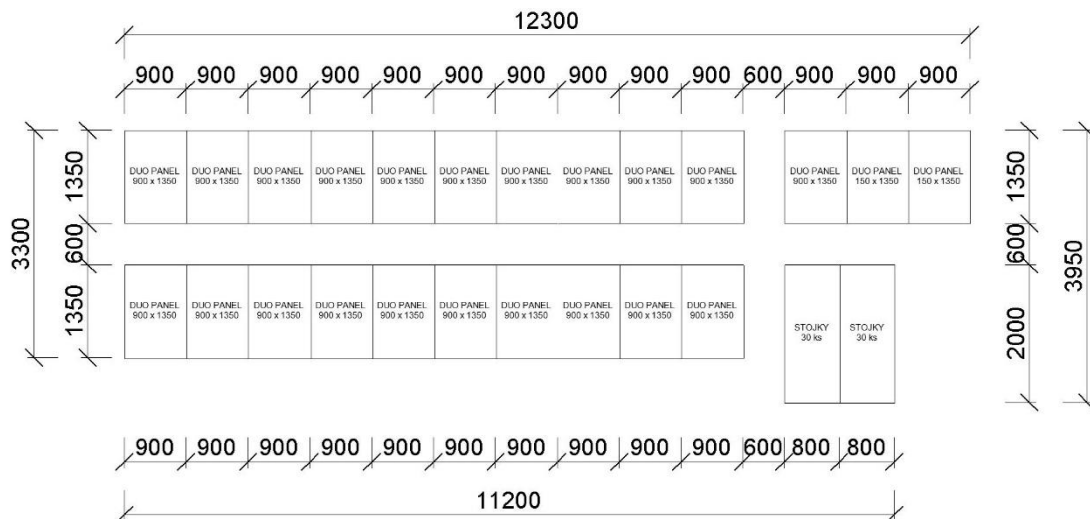 12300
900 900 900 900 900 900 900 900 900 900 600 900 900 900
3300
1350
600
1350
DUO PANEL DUO PANEL DUO PANEL DUO PANEL DUO PANEL DUO PANEL DUO PANEL DUO PANEL DUO PANEL DUO PANEL DUO PANEL DUO PANEL DUO PANEL
900 x 1350 900 x 1350 900 x 1350 900 x 1350 900 x 1350 900 x 1350 900 x 1350 900 x 1350 900 x 1350 900 x 1350 900 x 1350 150 x 1350 150 x 1350
DUO PANEL DUO PANEL DUO PANEL DUO PANEL DUO PANEL DUO PANEL DUO PANEL DUO PANEL DUO PANEL DUO PANEL
900 x 1350 900 x 1350 900 x 1350 900 x 1350 900 x 1350 900 x 1350 900 x 1350 900 x 1350 900 x 1350 900 x 1350
STOJKY STOJKY
30 ks 30 ks
1350
600
2000
3950
900 900 900 900 900 900 900 900 900 900 600 800 800
11200